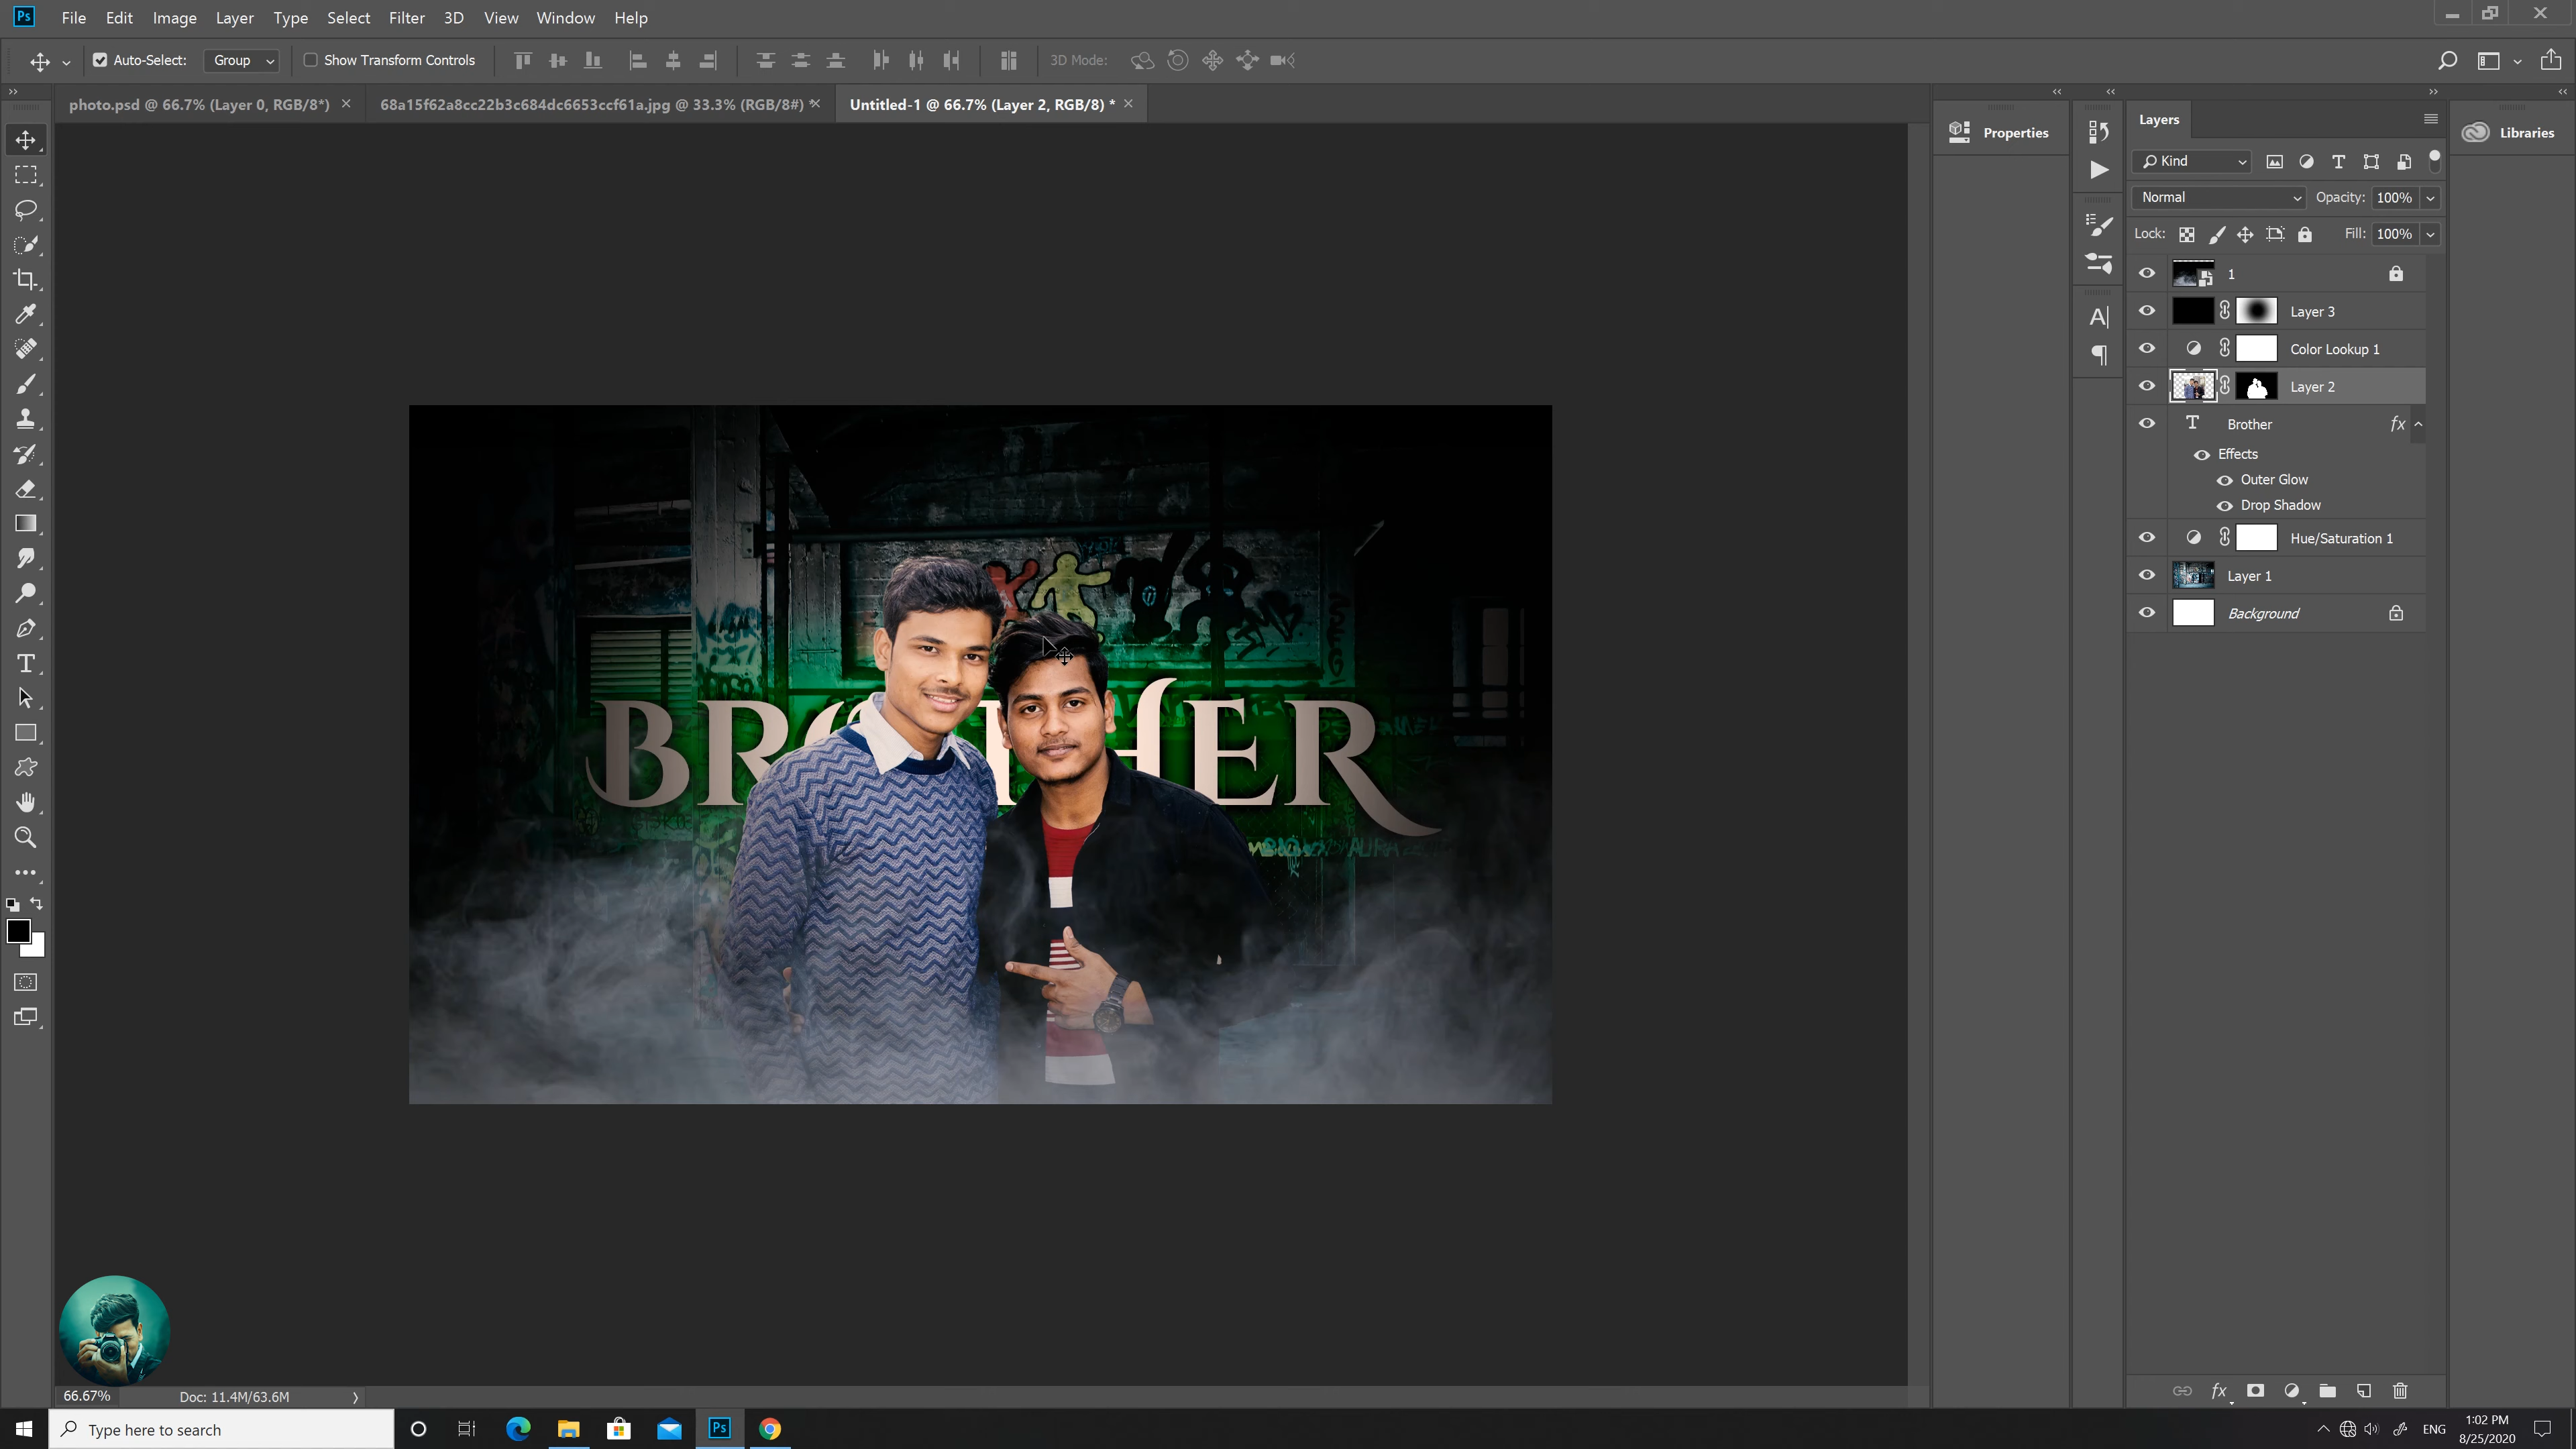 Ps File Edit Image Layer Type Select Filter 3D View Window Help
Auto-Select: Group Show Transform Controls 3D Mode:
photo.psd @ 66.7% (Layer 0, RGB/8*) × 68a15f62a8cc22b3c684dc6653ccf61a.jpg @ 33.3% (RGB/8#) * × Untitled-1 @ 66.7% (Layer 2, RGB/8) * ×
Properties
Layers
Libraries
Kind
Normal Opacity: 100%
Lock: Fill: 100%
1
Layer 3
Color Lookup 1
Layer 2
T Brother fx
Effects
Outer Glow
Drop Shadow
Hue/Saturation 1
Layer 1
Background
BROTHER
66.67% Doc: 11.4M/63.6M
fx
Type here to search
Ps
ENG
1:02 PM
8/25/2020